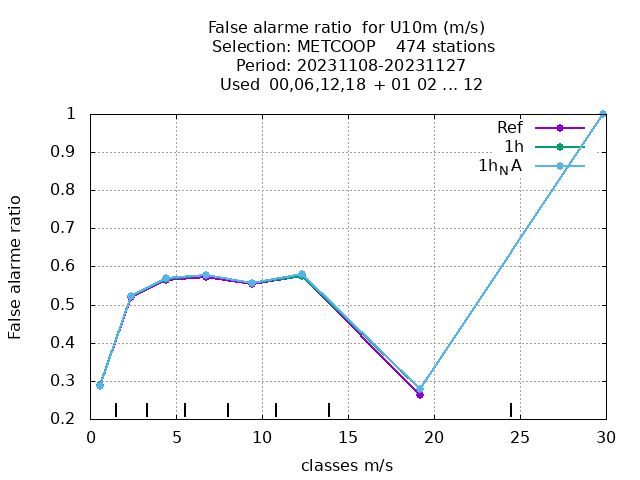 False alarme ratio  for U10m (m/s)
Selection: METCOOP    474 stations
Period: 20231108-20231127
Used  00,06,12,18  + 01 02 ... 12
Ref
1h
1hNA
False alarme ratio
1
0.9
0.8
0.7
0.6
0.5
0.4
0.3
0.2
0 5 10 15 20 25 30
classes m/s